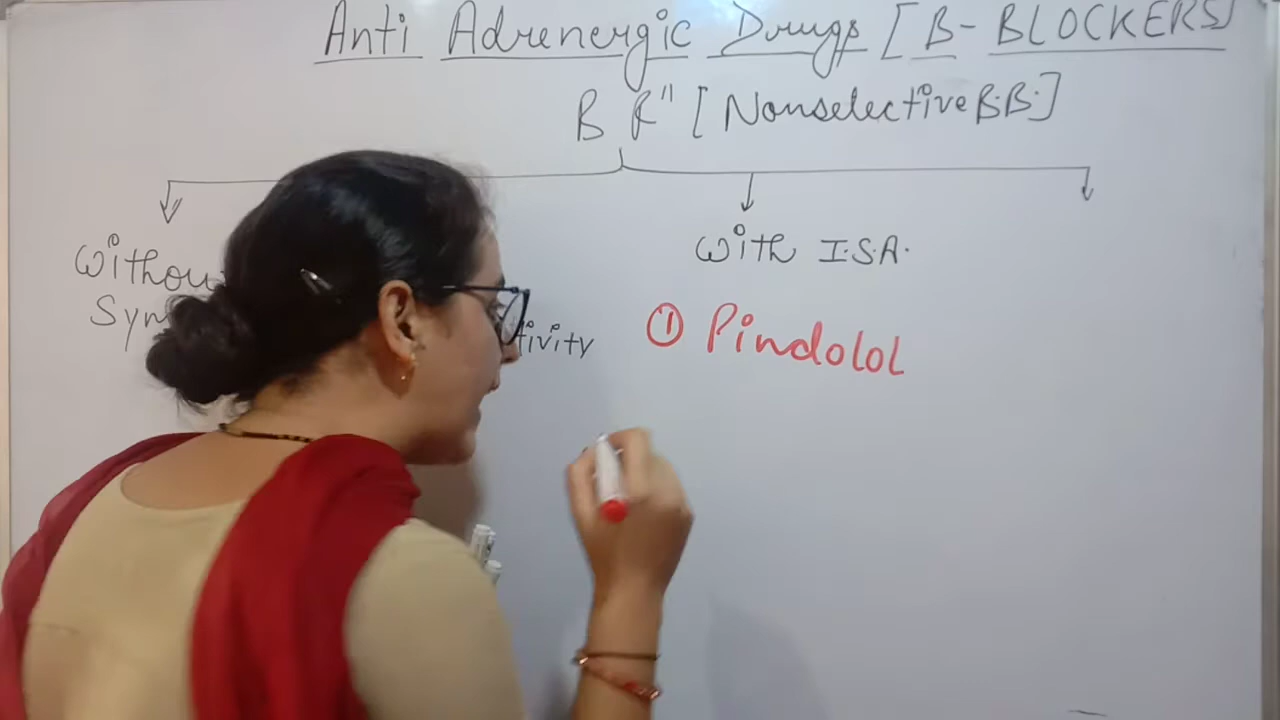 Anti Adrenergic Drugs [B-BLOCKERS]
B R" [Nonselective B.B.]
With I.S.A.
① Pindolol